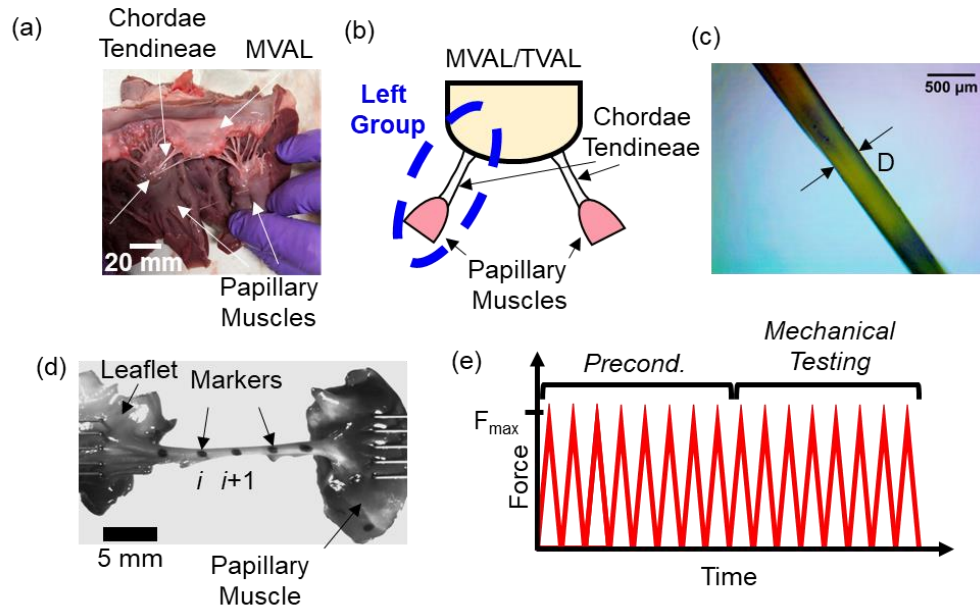 (a)
Chordae
Tendineae
MVAL
20 mm
Papillary
Muscles
(b)
MVAL/TVAL
Left
Group
Chordae
Tendineae
Papillary
Muscles
(c)
500 µm
D
(d)
Leaflet
Markers
i i+1
5 mm
Papillary
Muscle
(e)
Precond.
Mechanical
Testing
Fmax
Force
Time